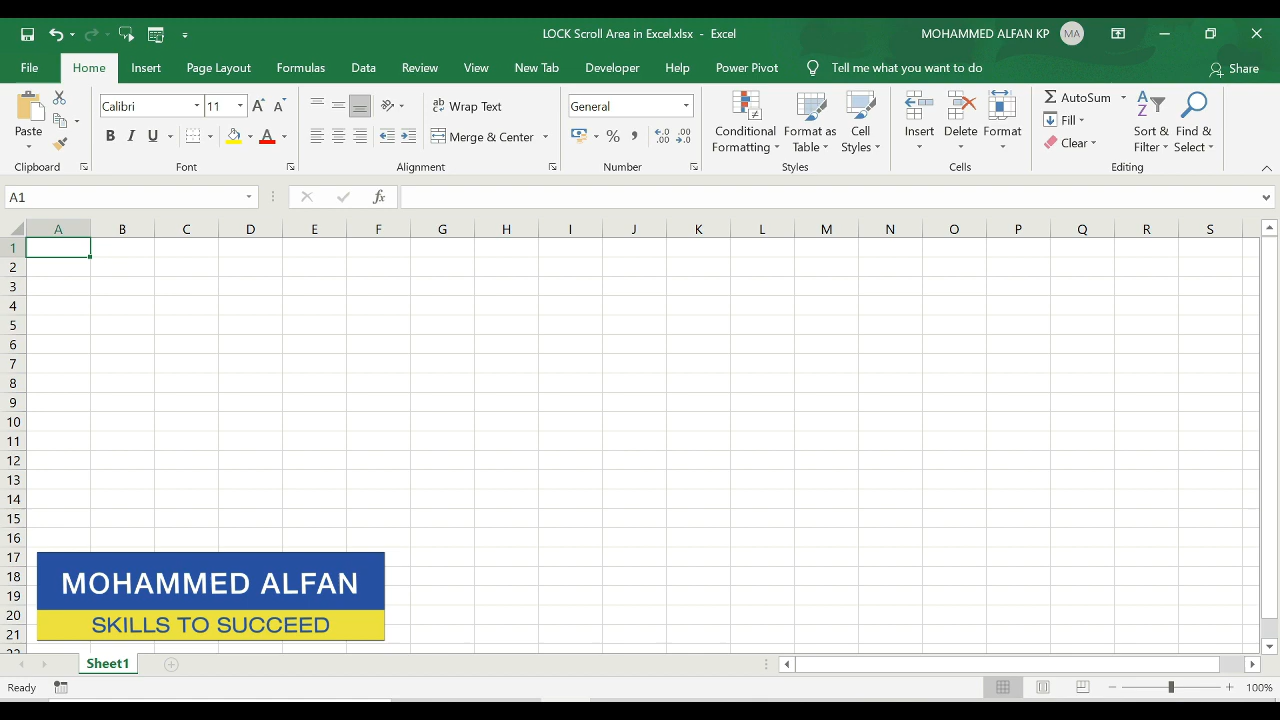 LOCK Scroll Area in Excel.xlsx - Excel
MOHAMMED ALFAN KP
MA
File
Home
Insert
Page Layout
Formulas
Data
Review
View
New Tab
Developer
Help
Power Pivot
Tell me what you want to do
Share
Paste
Clipboard
Calibri
11
B I U
Font
Wrap Text
Merge & Center
Alignment
General
%
Number
Conditional Formatting
Format as Table
Cell Styles
Styles
Insert
Delete
Format
Cells
AutoSum
Fill
Clear
Sort & Filter
Find & Select
Editing
A1
fx
A B C D E F G H I J K L M N O P Q R S
1
2
3
4
5
6
7
8
9
10
11
12
13
14
15
16
17
18
19
20
21
MOHAMMED ALFAN
SKILLS TO SUCCEED
Sheet1
Ready
100%